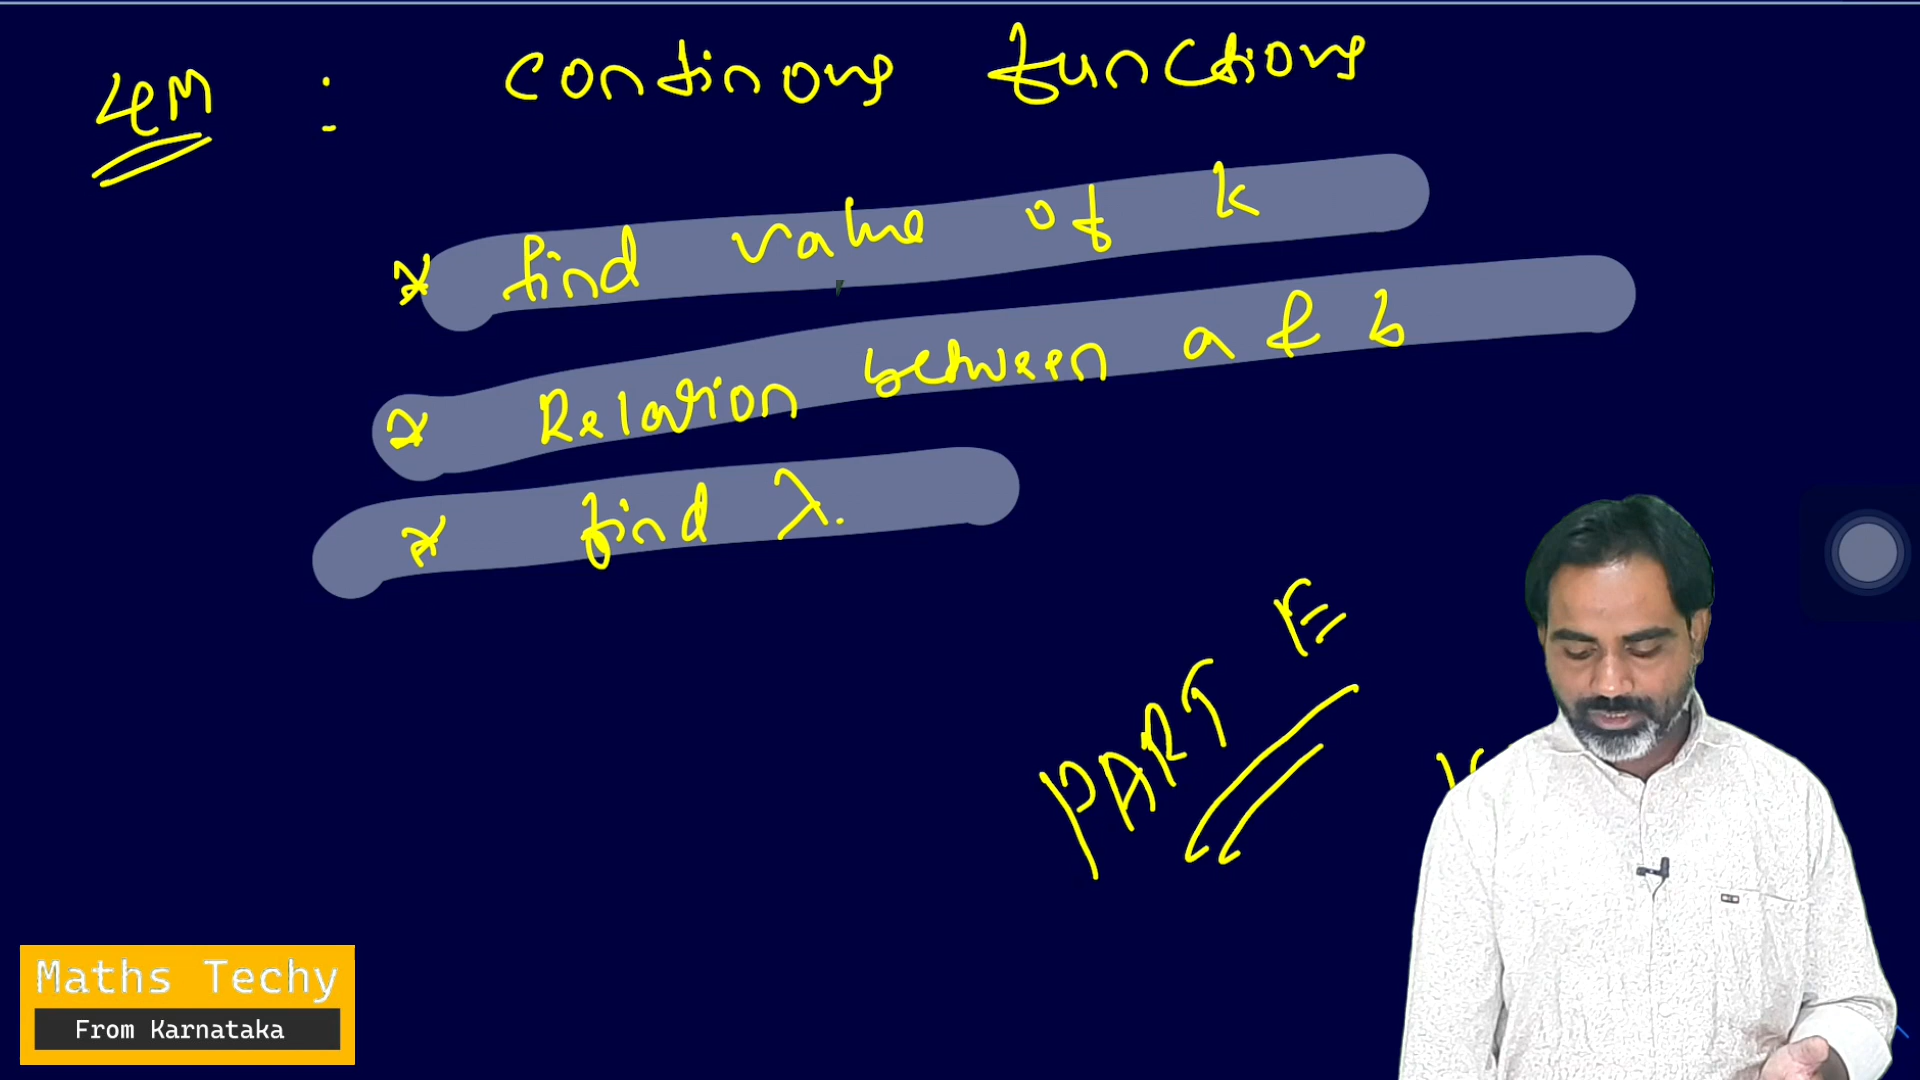 4M : continous functions
* find value of k
* Relation between a & b
* find λ.
PART E
Maths Techy
From Karnataka